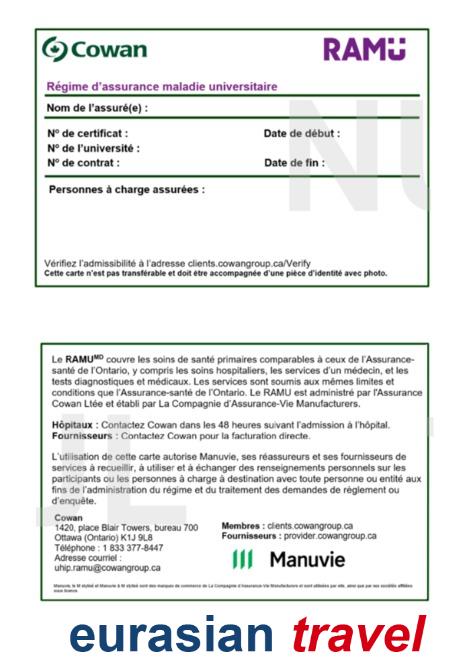 Cowan RAMU
Régime d'assurance maladie universitaire
Nom de l'assuré(e) :
Nº de certificat : Date de début :
Nº de l'université :
Nº de contrat : Date de fin :
Personnes à charge assurées :
Vérifiez l'admissibilité à l'adresse clients.cowangroup.ca/Verify
Cette carte n'est pas transférable et doit être accompagnée d'une pièce d'identité avec photo.
Le RAMUᴹᴰ couvre les soins de santé primaires comparables à ceux de l'Assurance-
santé de l'Ontario, y compris les soins hospitaliers, les services d'un médecin, et les
tests diagnostiques et médicaux. Les services sont soumis aux mêmes limites et
conditions que l'Assurance-santé de l'Ontario. Le RAMU est administré par l'Assurance
Cowan Ltée et établi par La Compagnie d'Assurance-Vie Manufacturers.
Hôpitaux : Contactez Cowan dans les 48 heures suivant l'admission à l'hôpital.
Fournisseurs : Contactez Cowan pour la facturation directe.
L'utilisation de cette carte autorise Manuvie, ses réassureurs et ses fournisseurs de
services à recueillir, à utiliser et à échanger des renseignements personnels sur les
participants ou les personnes à charge à destination avec toute personne ou entité aux
fins de l'administration du régime et du traitement des demandes de règlement ou
d'enquête.
Cowan
1420, place Blair Towers, bureau 700
Ottawa (Ontario) K1J 9L8
Téléphone : 1 833 377-8447
Adresse courriel :
uhip.ramu@cowangroup.ca
Membres : clients.cowangroup.ca
Fournisseurs : provider.cowangroup.ca
Manuvie
Manuvie, le M stylisé et Manuvie & M stylisé sont des marques de commerce de La Compagnie d'Assurance-Vie Manufacturers et sont utilisées par elle, ainsi que par ses sociétés affiliées
sous licence.
eurasian travel